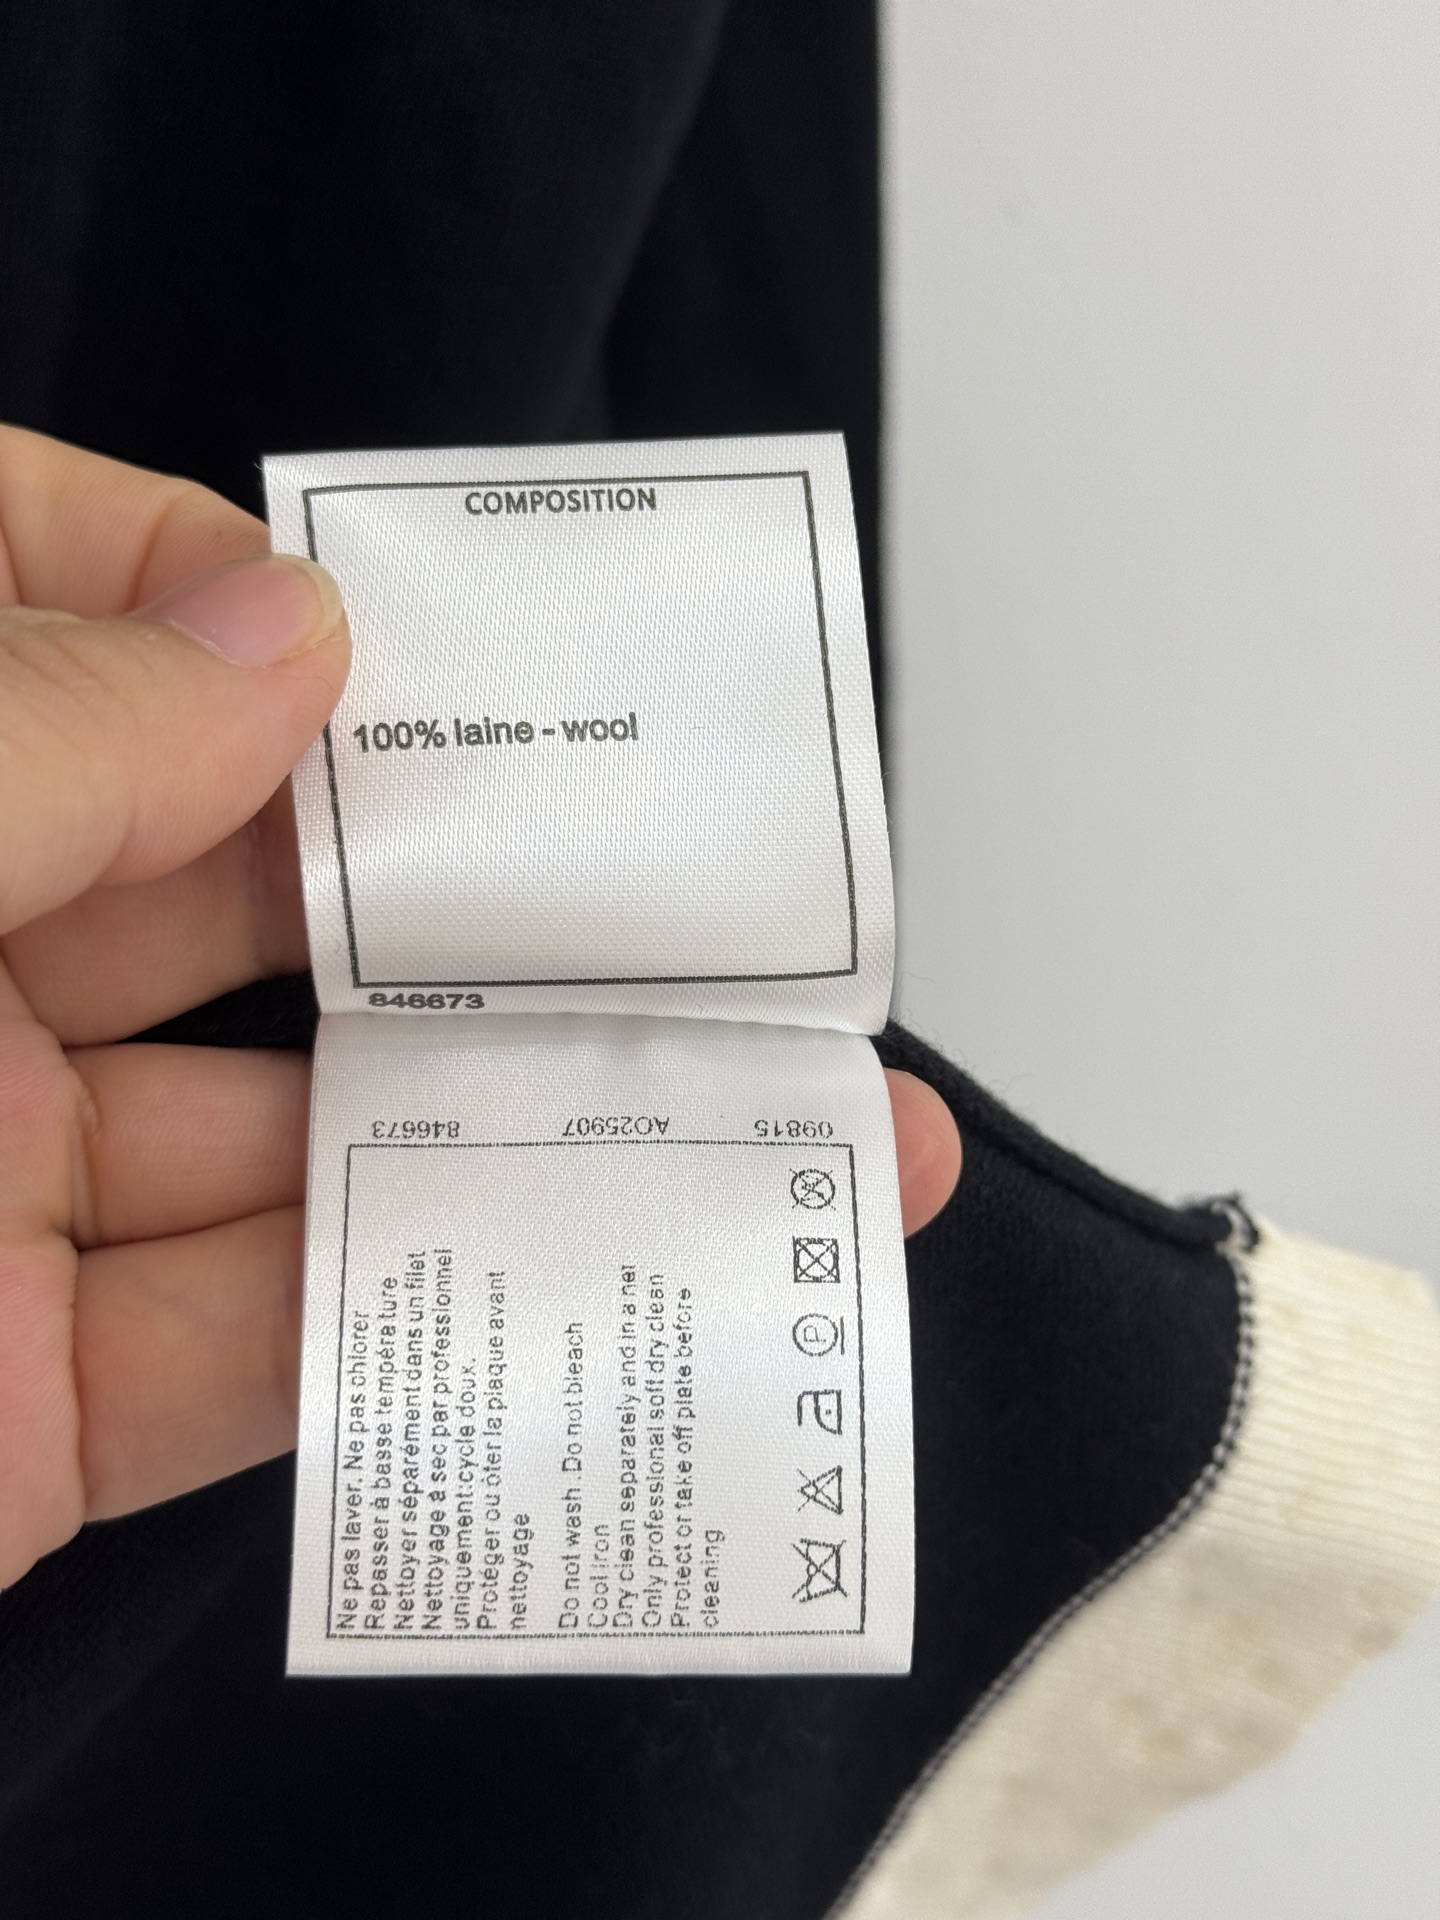 COMPOSITION
100% laine - wool
846673
846673 AO25907 09815
Ne pas laver. Ne pas chlorer
Repasser à basse température
Nettoyer séparément dans un filet
Nettoyage à sec par professionnel
uniquement:cycle doux.
Protéger ou ôter la plaque avant
nettoyage
Do not wash .Do not bleach
Cool iron
Dry clean separately and in a net
Only professional soft dry clean
Protect or take off plate before
cleaning
P